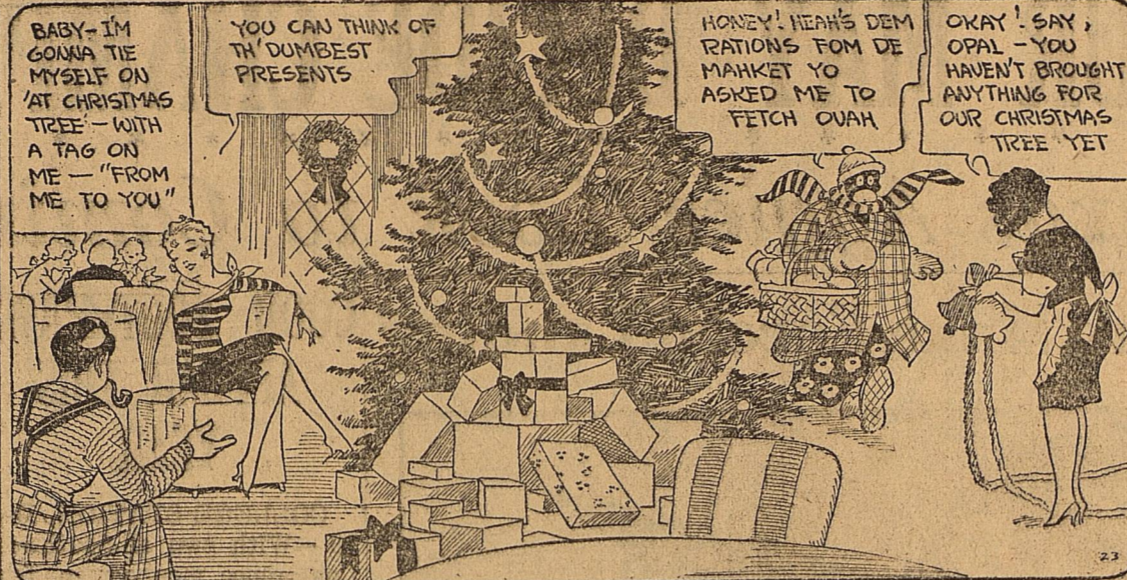 BABY-I'M
GONNA TIE
MYSELF ON
'AT CHRISTMAS
TREE'-WITH
A TAG ON
ME - "FROM
ME TO YOU"
YOU CAN THINK OF
TH' DUMBEST
PRESENTS
HONEY! HEAH'S DEM
RATIONS FOM DE
MAHKET YO
ASKED ME TO
FETCH OVAH
OKAY! SAY,
OPAL - YOU
HAVEN'T BROUGHT
ANYTHING FOR
OUR CHRISTMAS
TREE YET
23